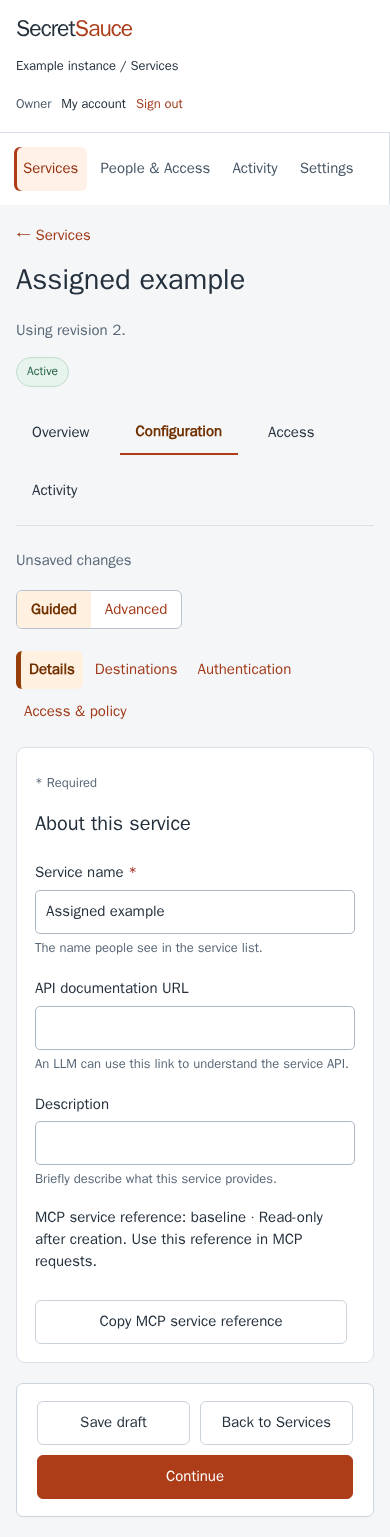 SecretSauce
Example instance / Services
Owner My account Sign out
Services People & Access Activity Settings
← Services
Assigned example
Using revision 2.
Active
Overview Configuration Access
Activity
Unsaved changes
Guided Advanced
Details Destinations Authentication
Access & policy
* Required
About this service
Service name *
Assigned example
The name people see in the service list.
API documentation URL
An LLM can use this link to understand the service API.
Description
Briefly describe what this service provides.
MCP service reference: baseline · Read-only
after creation. Use this reference in MCP
requests.
Copy MCP service reference
Save draft Back to Services
Continue